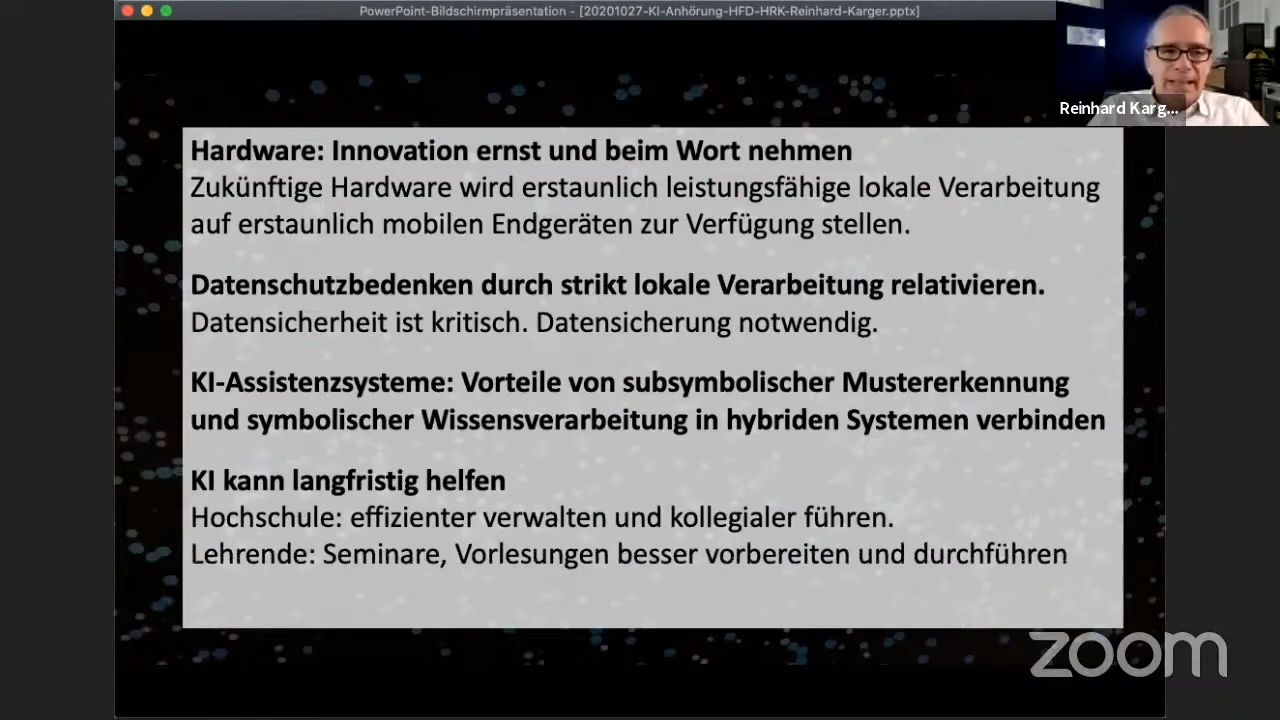 PowerPoint-Bildschirmpräsentation - [20201027-KI-Anhörung-HFD-HRK-Reinhard-Karger.pptx]
Reinhard Karg...
Hardware: Innovation ernst und beim Wort nehmen
Zukünftige Hardware wird erstaunlich leistungsfähige lokale Verarbeitung
auf erstaunlich mobilen Endgeräten zur Verfügung stellen.
Datenschutzbedenken durch strikt lokale Verarbeitung relativieren.
Datensicherheit ist kritisch. Datensicherung notwendig.
KI-Assistenzsysteme: Vorteile von subsymbolischer Mustererkennung
und symbolischer Wissensverarbeitung in hybriden Systemen verbinden
KI kann langfristig helfen
Hochschule: effizienter verwalten und kollegialer führen.
Lehrende: Seminare, Vorlesungen besser vorbereiten und durchführen
zoom